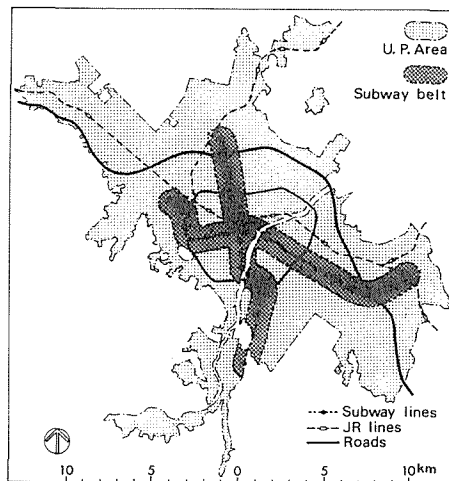 U. P. Area
Subway belt
Subway lines
JR lines
Roads
10 5 0 5 10km